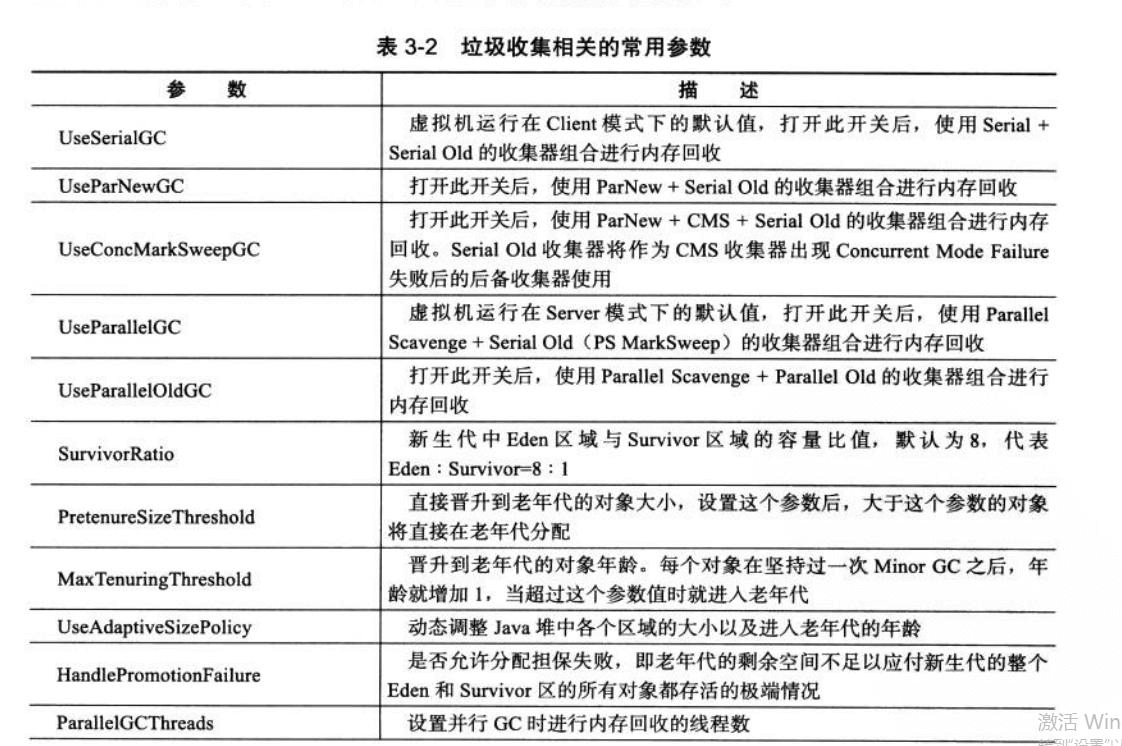 表 3-2 垃圾收集相关的常用参数
参 数
描 述
UseSerialGC
虚拟机运行在 Client 模式下的默认值，打开此开关后，使用 Serial +
Serial Old 的收集器组合进行内存回收
UseParNewGC
打开此开关后，使用 ParNew + Serial Old 的收集器组合进行内存回收
UseConcMarkSweepGC
打开此开关后，使用 ParNew + CMS + Serial Old 的收集器组合进行内存
回收。Serial Old 收集器将作为 CMS 收集器出现 Concurrent Mode Failure
失败后的后备收集器使用
UseParallelGC
虚拟机运行在 Server 模式下的默认值，打开此开关后，使用 Parallel
Scavenge + Serial Old（PS MarkSweep）的收集器组合进行内存回收
UseParallelOldGC
打开此开关后，使用 Parallel Scavenge + Parallel Old 的收集器组合进行
内存回收
SurvivorRatio
新生代中 Eden 区域与 Survivor 区域的容量比值，默认为 8，代表
Eden：Survivor=8：1
PretenureSizeThreshold
直接晋升到老年代的对象大小，设置这个参数后，大于这个参数的对象
将直接在老年代分配
MaxTenuringThreshold
晋升到老年代的对象年龄。每个对象在坚持过一次 Minor GC 之后，年
龄就增加 1，当超过这个参数值时就进入老年代
UseAdaptiveSizePolicy
动态调整 Java 堆中各个区域的大小以及进入老年代的年龄
HandlePromotionFailure
是否允许分配担保失败，即老年代的剩余空间不足以应付新生代的整个
Eden 和 Survivor 区的所有对象都存活的极端情况
ParallelGCThreads
设置并行 GC 时进行内存回收的线程数
激活 Win